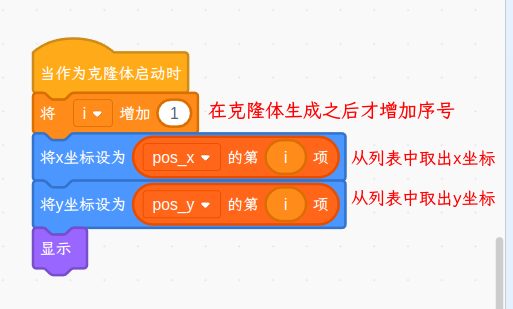 当作为克隆体启动时
将 i 增加 1 在克隆体生成之后才增加序号
将x坐标设为 pos_x 的第 i 项 从列表中取出x坐标
将y坐标设为 pos_y 的第 i 项 从列表中取出y坐标
显示